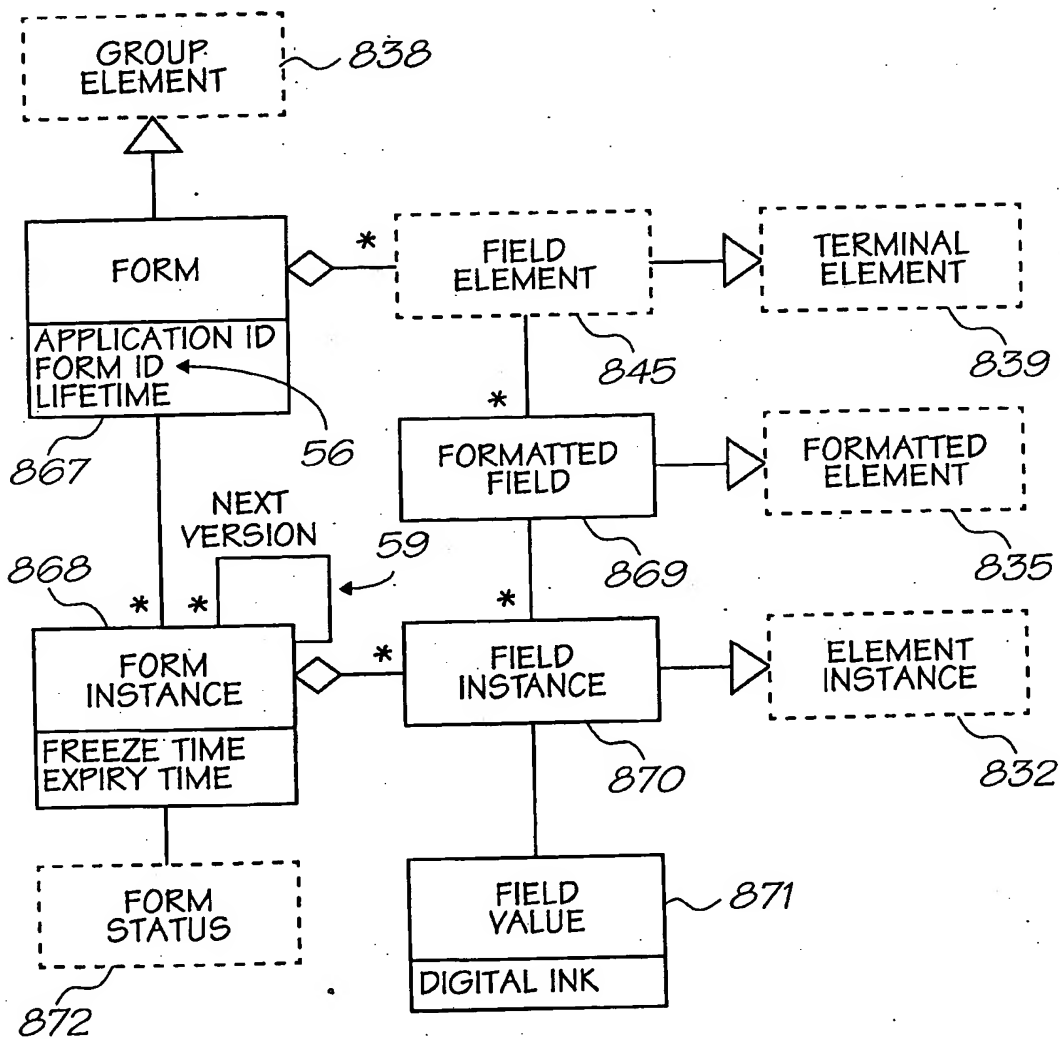 GROUP
ELEMENT
838
FORM
APPLICATION ID
FORM ID
LIFETIME
867
56
*
FIELD
ELEMENT
845
TERMINAL
ELEMENT
839
*
FORMATTED
FIELD
869
FORMATTED
ELEMENT
835
NEXT
VERSION
59
868
*
*
FORM
INSTANCE
FREEZE TIME
EXPIRY TIME
*
*
FIELD
INSTANCE
870
ELEMENT
INSTANCE
832
FORM
STATUS
872
FIELD
VALUE
DIGITAL INK
871